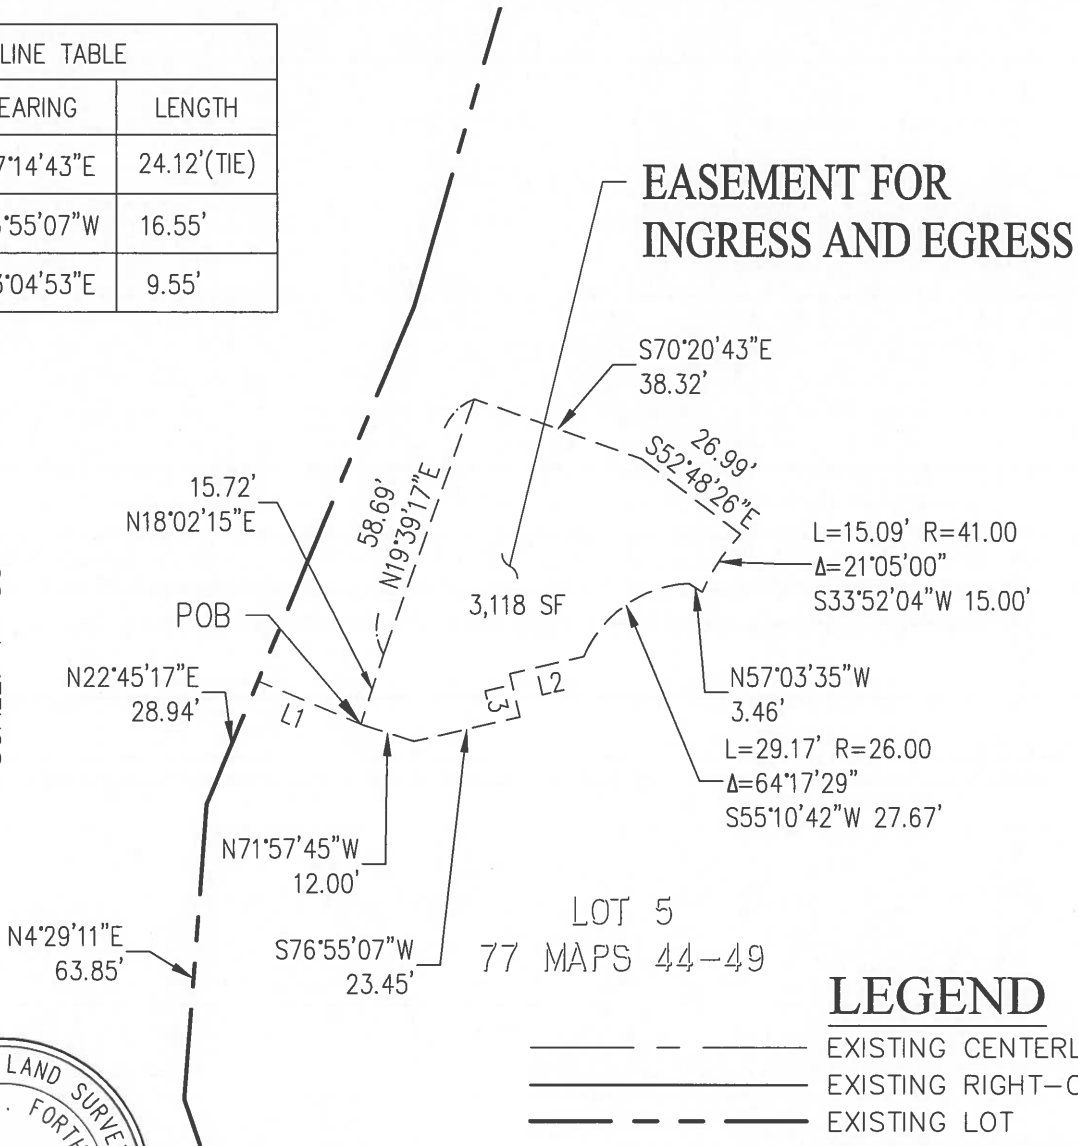 LINE TABLE
EARING LENGTH
7°14'43"E 24.12'(TIE)
°55'07"W 16.55'
3°04'53"E 9.55'
EASEMENT FOR
INGRESS AND EGRESS
S70°20'43"E
38.32'
26.99'
S52°48'26"E
15.72'
N18°02'15"E
58.69'
N19°39'17"E
L=15.09' R=41.00
Δ=21°05'00"
S33°52'04"W 15.00'
3,118 SF
POB
N22°45'17"E
28.94'
L1
L2
L3
N57°03'35"W
3.46'
L=29.17' R=26.00
Δ=64°17'29"
S55°10'42"W 27.67'
N71°57'45"W
12.00'
N4°29'11"E
63.85'
S76°55'07"W
23.45'
LOT 5
77 MAPS 44-49
LEGEND
EXISTING CENTERL
EXISTING RIGHT-O
EXISTING LOT
LAND SURVE
FORTH